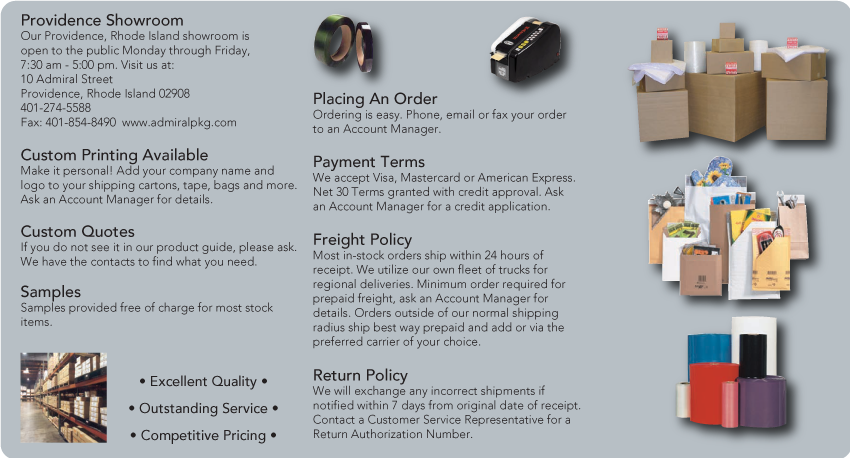 Providence Showroom
Our Providence, Rhode Island showroom is
open to the public Monday through Friday,
7:30 am - 5:00 pm. Visit us at:
10 Admiral Street
Providence, Rhode Island 02908
401-274-5588
Fax: 401-854-8490 www.admiralpkg.com
Custom Printing Available
Make it personal! Add your company name and
logo to your shipping cartons, tape, bags and more.
Ask an Account Manager for details.
Custom Quotes
If you do not see it in our product guide, please ask.
We have the contacts to find what you need.
Samples
Samples provided free of charge for most stock
items.
• Excellent Quality •
• Outstanding Service •
• Competitive Pricing •
Placing An Order
Ordering is easy. Phone, email or fax your order
to an Account Manager.
Payment Terms
We accept Visa, Mastercard or American Express.
Net 30 Terms granted with credit approval. Ask
an Account Manager for a credit application.
Freight Policy
Most in-stock orders ship within 24 hours of
receipt. We utilize our own fleet of trucks for
regional deliveries. Minimum order required for
prepaid freight, ask an Account Manager for
details. Orders outside of our normal shipping
radius ship best way prepaid and add or via the
preferred carrier of your choice.
Return Policy
We will exchange any incorrect shipments if
notified within 7 days from original date of receipt.
Contact a Customer Service Representative for a
Return Authorization Number.